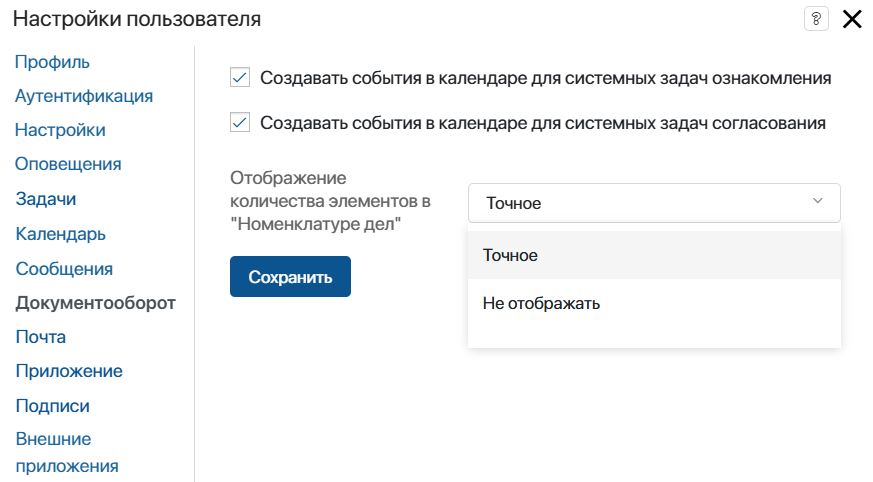 Настройки пользователя
?
Профиль
Аутентификация
Настройки
Оповещения
Задачи
Календарь
Сообщения
Документооборот
Почта
Приложение
Подписи
Внешние
приложения
Создавать события в календаре для системных задач ознакомления
Создавать события в календаре для системных задач согласования
Отображение
количества элементов в
"Номенклатуре дел"
Точное
Точное
Не отображать
Сохранить